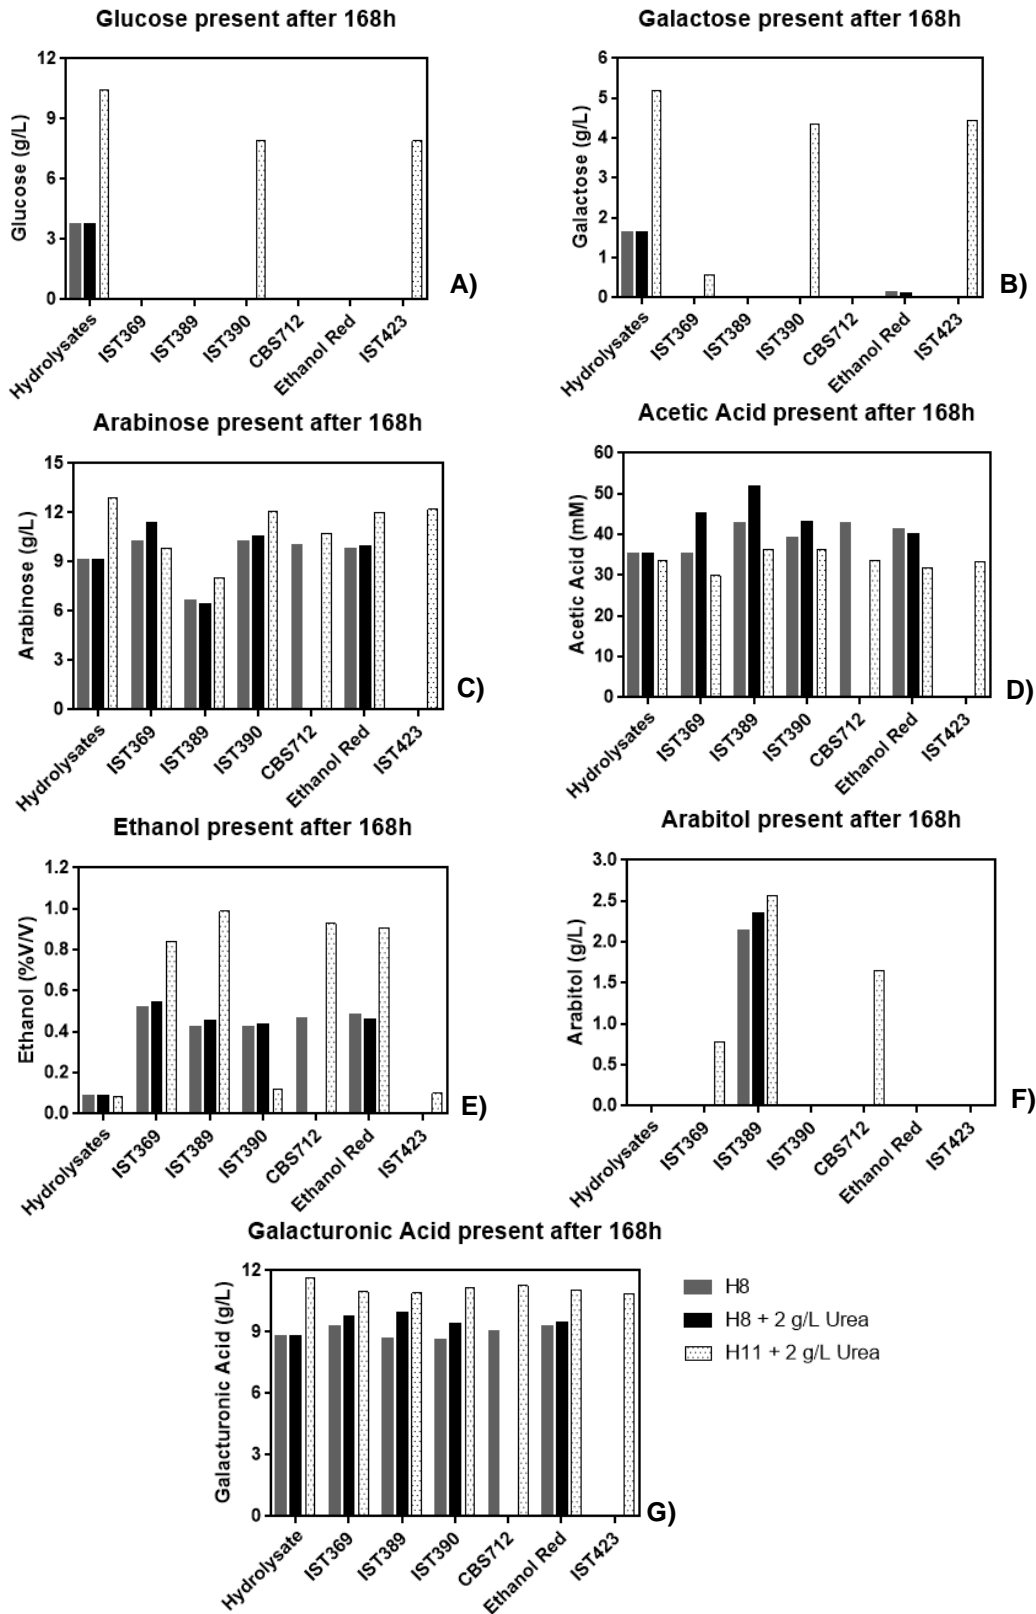 Glucose present after 168h
Glucose (g/L)
12
9
6
3
0
Hydrolysates
IST369
IST389
IST390
CBS712
Ethanol Red
IST423
A)
Galactose present after 168h
Galactose (g/L)
6
5
4
3
2
1
0
Hydrolysates
IST369
IST389
IST390
CBS712
Ethanol Red
IST423
B)
Arabinose present after 168h
Arabinose (g/L)
15
12
9
6
3
0
Hydrolysates
IST369
IST389
IST390
CBS712
Ethanol Red
IST423
C)
Acetic Acid present after 168h
Acetic Acid (mM)
60
50
40
30
20
10
0
Hydrolysates
IST369
IST389
IST390
CBS712
Ethanol Red
IST423
D)
Ethanol present after 168h
Ethanol (%V/V)
1.2
1.0
0.8
0.6
0.4
0.2
0.0
Hydrolysates
IST369
IST389
IST390
CBS712
Ethanol Red
IST423
E)
Arabitol present after 168h
Arabitol (g/L)
3.0
2.5
2.0
1.5
1.0
0.5
0.0
Hydrolysates
IST369
IST389
IST390
CBS712
Ethanol Red
IST423
F)
Galacturonic Acid present after 168h
Galacturonic Acid (g/L)
12
9
6
3
0
Hydrolysate
IST369
IST389
IST390
CBS712
Ethanol Red
IST423
G)
H8
H8 + 2 g/L Urea
H11 + 2 g/L Urea